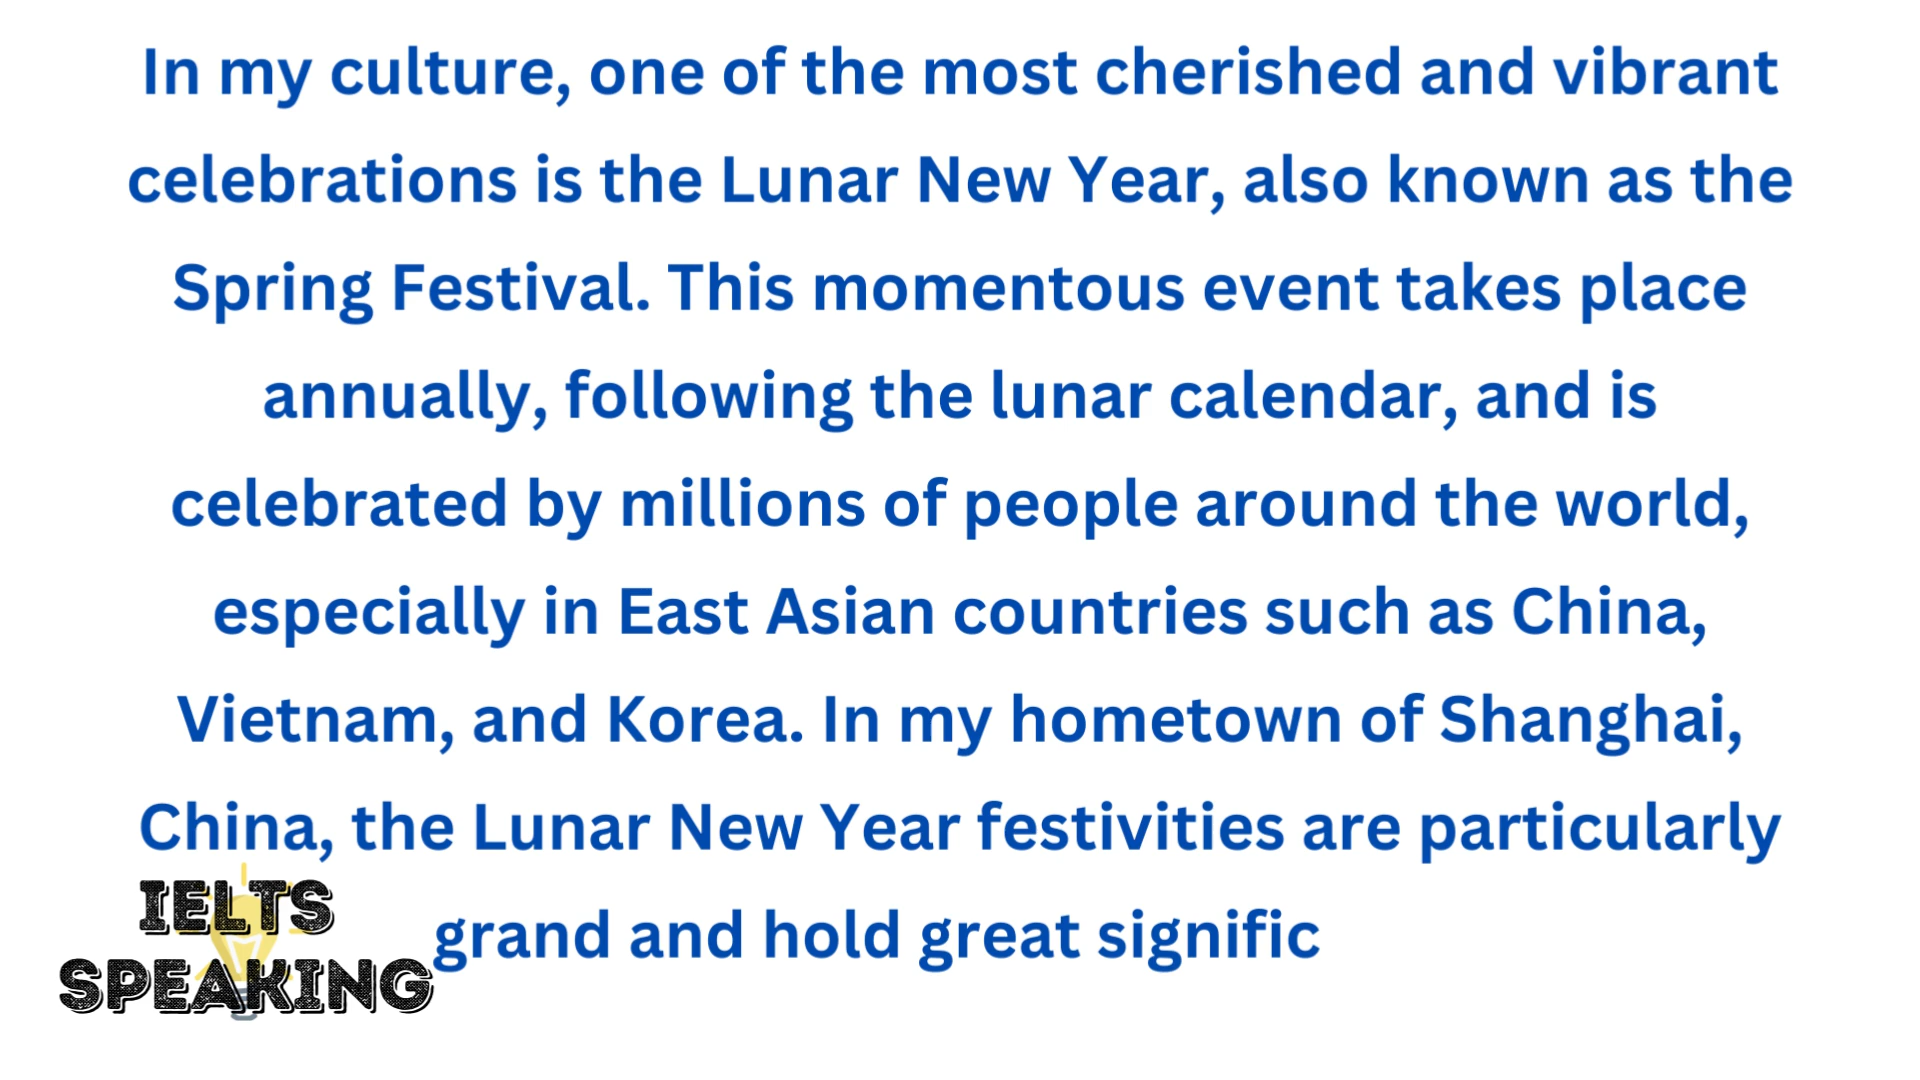 In my culture, one of the most cherished and vibrant
celebrations is the Lunar New Year, also known as the
Spring Festival. This momentous event takes place
annually, following the lunar calendar, and is
celebrated by millions of people around the world,
especially in East Asian countries such as China,
Vietnam, and Korea. In my hometown of Shanghai,
China, the Lunar New Year festivities are particularly
grand and hold great signific
IELTS
SPEAKING